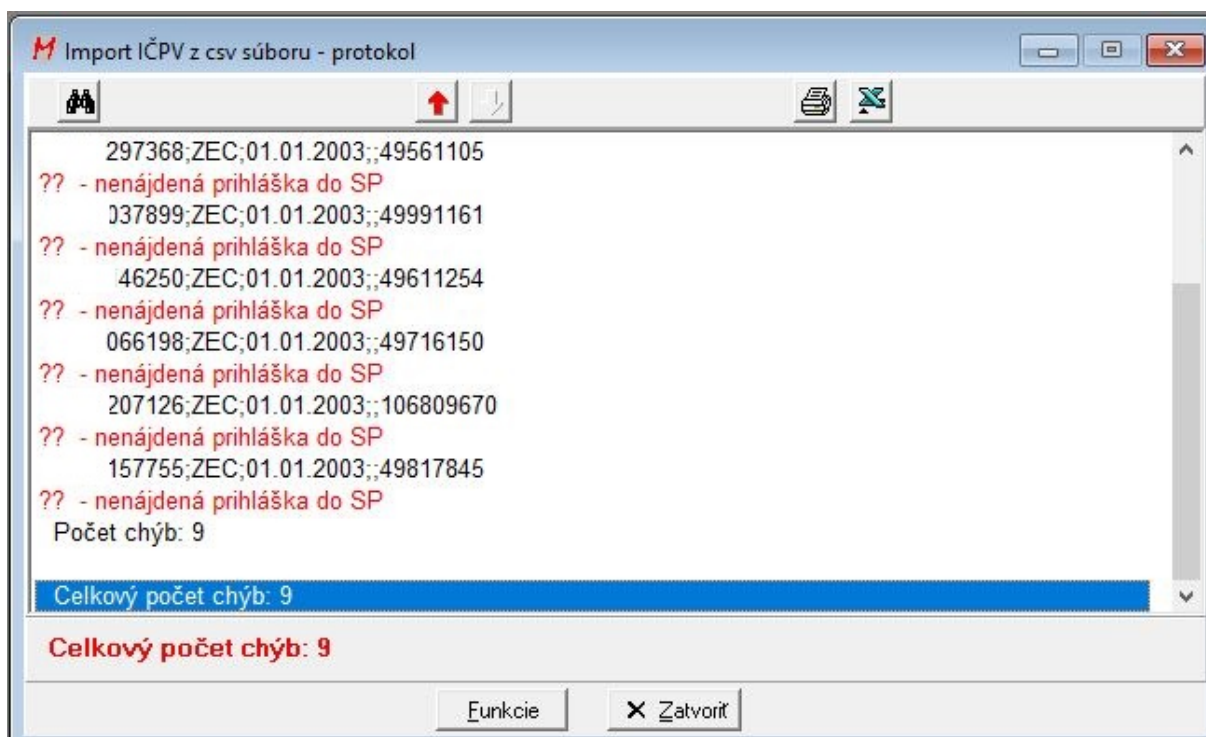 Import IČPV z csv súboru - protokol
297368;ZEC;01.01.2003;;49561105
?? - nenájdená prihláška do SP
037899;ZEC;01.01.2003;;49991161
?? - nenájdená prihláška do SP
46250;ZEC;01.01.2003;;49611254
?? - nenájdená prihláška do SP
066198;ZEC;01.01.2003;;49716150
?? - nenájdená prihláška do SP
207126;ZEC;01.01.2003;;106809670
?? - nenájdená prihláška do SP
157755;ZEC;01.01.2003;;49817845
?? - nenájdená prihláška do SP
Počet chýb: 9
Celkový počet chýb: 9
Celkový počet chýb: 9
Funkcie
Zatvoriť